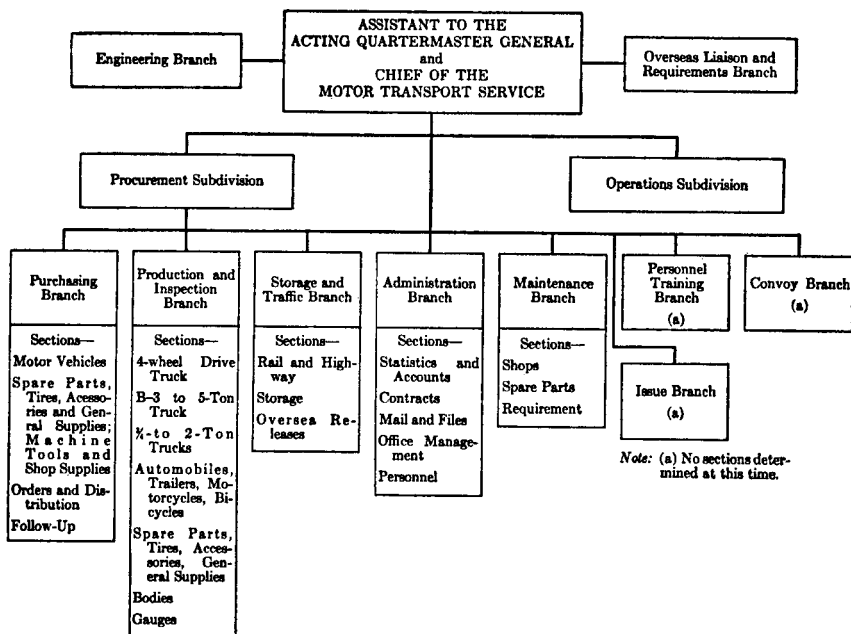 ASSISTANT TO THE
ACTING QUARTERMASTER GENERAL
and
CHIEF OF THE
MOTOR TRANSPORT SERVICE
Engineering Branch
Overseas Liaison and
Requirements Branch
Procurement Subdivision
Operations Subdivision
Purchasing
Branch
Sections—
Motor Vehicles
Spare Parts,
Tires, Acesso-
ries and Gen-
eral Supplies;
Machine
Tools and
Shop Supplies
Orders and Dis-
tribution
Follow-Up
Production and
Inspection
Branch
Sections—
4-wheel Drive
Truck
B-3 to 5-Ton
Truck
¾-to 2-Ton
Trucks
Automobiles,
Trailers, Mo-
torcycles, Bi-
cycles
Spare Parts,
Tires, Acces-
sories, Gen-
eral Supplies
Bodies
Gauges
Storage and
Traffic Branch
Sections—
Rail and High-
way
Storage
Oversea Re-
leases
Administration
Branch
Sections—
Statistics and
Accounts
Contracts
Mail and Files
Office Manage-
ment
Personnel
Maintenance
Branch
Sections—
Shops
Spare Parts
Requirement
Personnel
Training
Branch
(a)
Convoy Branch
(a)
Issue Branch
(a)
Note: (a) No sections deter-
mined at this time.